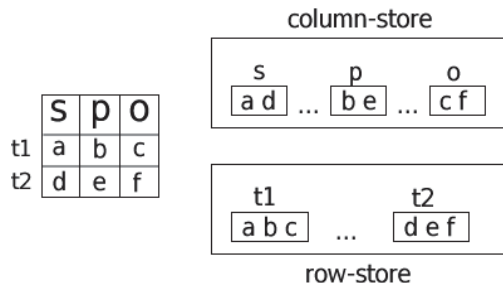 column-store
s p o
a d ... b e ... c f
s p o
t1 a b c
t2 d e f
t1 t2
a b c ... d e f
row-store